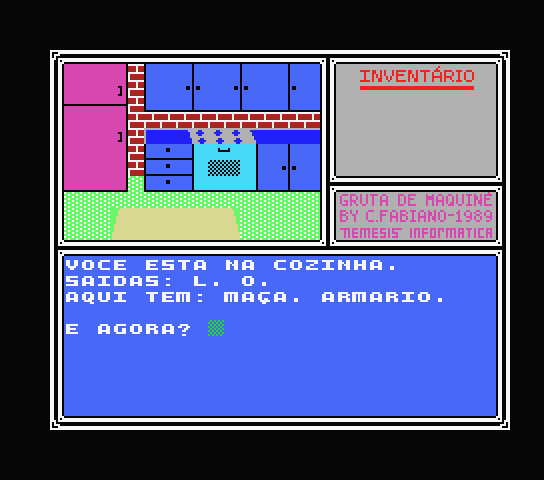 INVENTÁRIO
GRUTA DE MAQUINÉ
BY C.FABIANO-1989
NEMESIS INFORMATICA
VOCE ESTA NA COZINHA.
SAIDAS: L. O.
AQUI TEM: MAÇA. ARMARIO.
E AGORA?